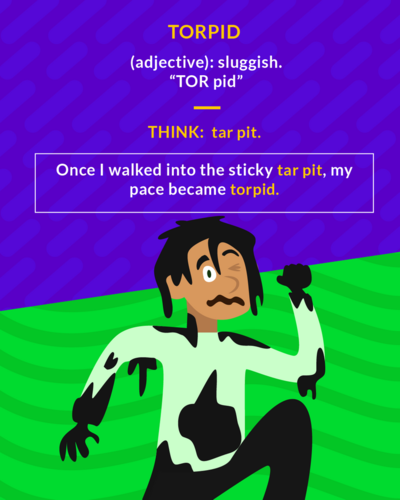 TORPID
(adjective): sluggish.
“TOR pid”
THINK: tar pit.
Once I walked into the sticky tar pit, my
pace became torpid.